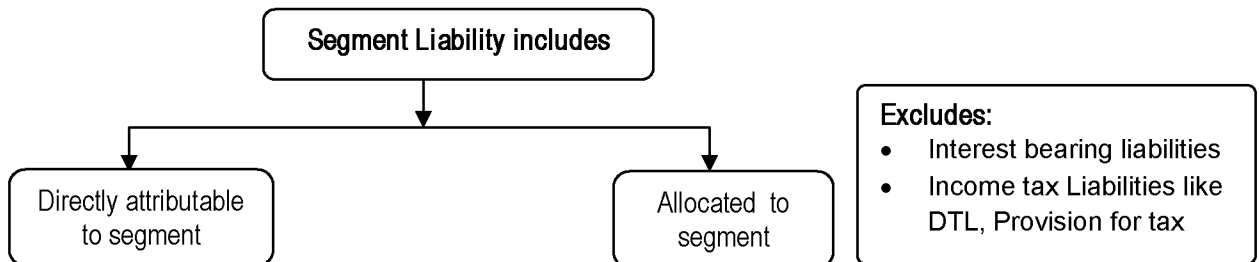 Segment Liability includes
Directly attributable
to segment
Allocated to
segment
Excludes:
• Interest bearing liabilities
• Income tax Liabilities like
DTL, Provision for tax